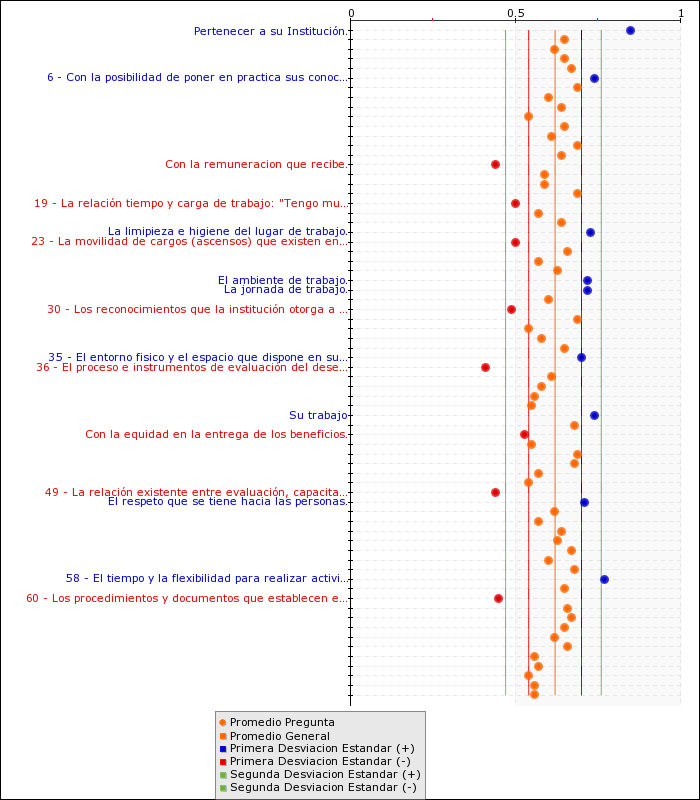 0 0.5 1
Pertenecer a su Institución.
6 - Con la posibilidad de poner en practica sus conoc...
Con la remuneracion que recibe.
19 - La relación tiempo y carga de trabajo: "Tengo mu...
La limipieza e higiene del lugar de trabajo.
23 - La movilidad de cargos (ascensos) que existen en...
El ambiente de trabajo.
La jornada de trabajo.
30 - Los reconocimientos que la institución otorga a ...
35 - El entorno fisico y el espacio que dispone en su...
36 - El proceso e instrumentos de evaluación del dese...
Su trabajo
Con la equidad en la entrega de los beneficios.
49 - La relación existente entre evaluación, capacita...
El respeto que se tiene hacia las personas.
58 - El tiempo y la flexibilidad para realizar activi...
60 - Los procedimientos y documentos que establecen e...
Promedio Pregunta
Promedio General
Primera Desviacion Estandar (+)
Primera Desviacion Estandar (-)
Segunda Desviacion Estandar (+)
Segunda Desviacion Estandar (-)